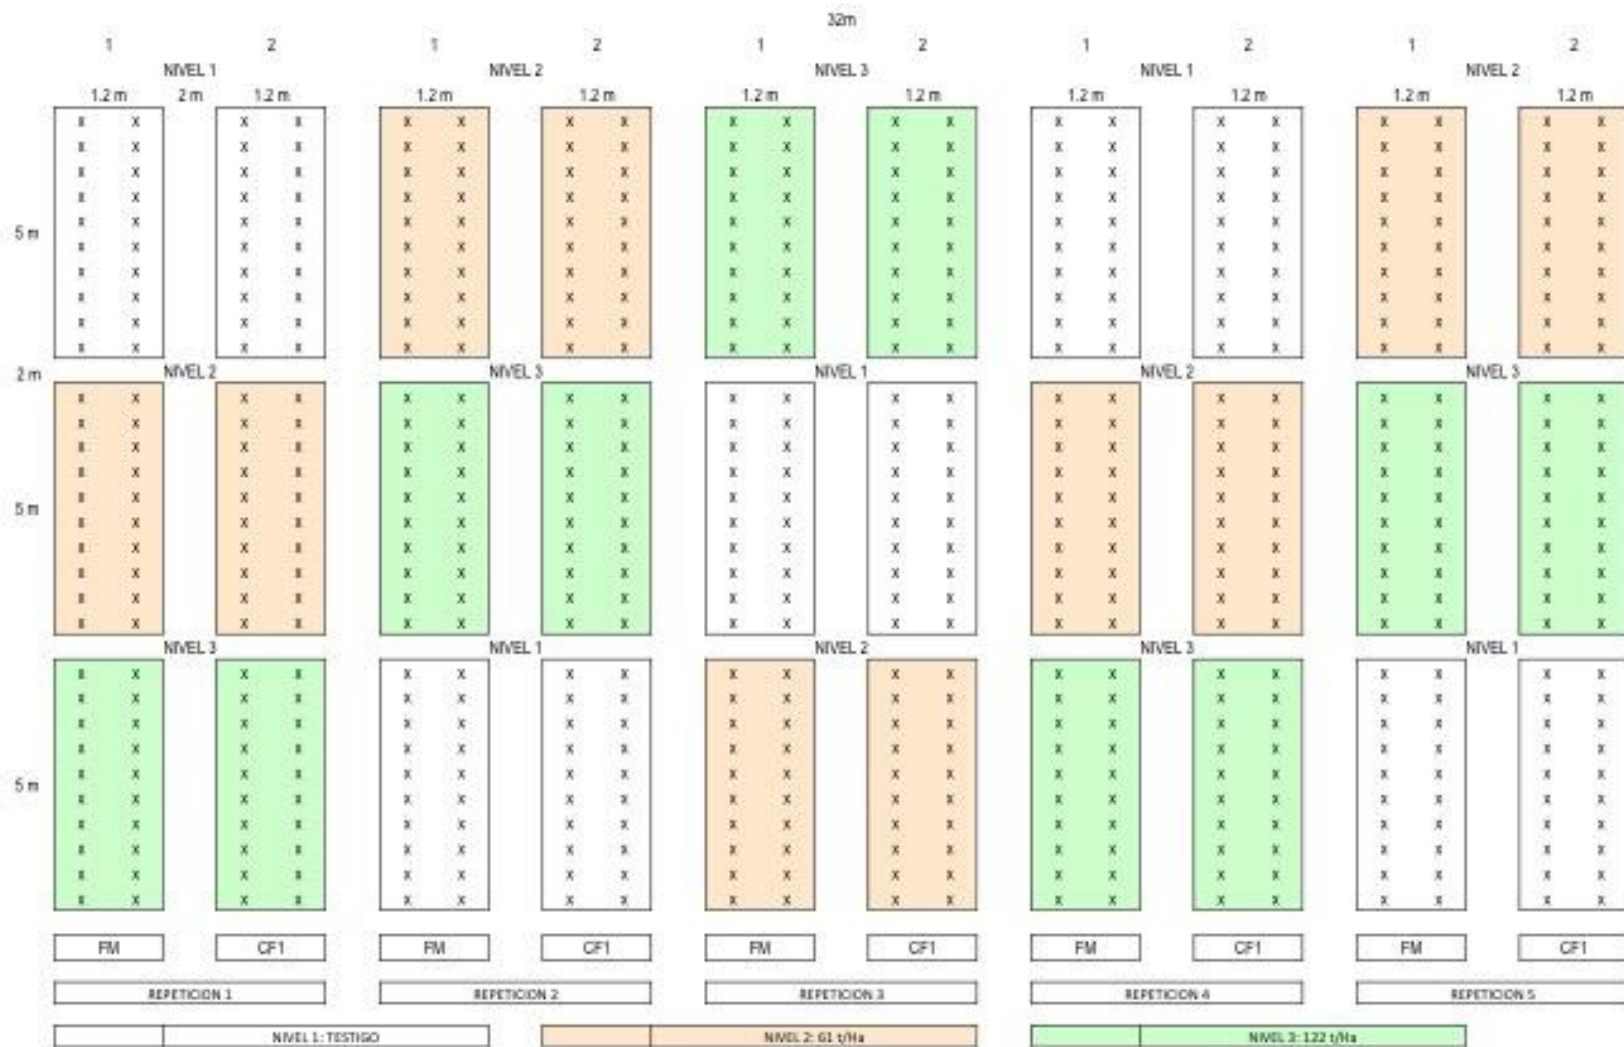 32m
1 2 1 2 1 2 1 2 1 2
NIVEL 1 NIVEL 2 NIVEL 3 NIVEL 1 NIVEL 2
1.2 m 2 m 1.2 m 1.2 m 1.2 m 1.2 m 1.2 m 1.2 m 1.2 m 1.2 m 1.2 m
x x x x x x x x x x x x x x x x x x x x
x x x x x x x x x x x x x x x x x x x x
x x x x x x x x x x x x x x x x x x x x
x x x x x x x x x x x x x x x x x x x x
x x x x x x x x x x x x x x x x x x x x
5 m
x x x x x x x x x x x x x x x x x x x x
x x x x x x x x x x x x x x x x x x x x
x x x x x x x x x x x x x x x x x x x x
x x x x x x x x x x x x x x x x x x x x
x x x x x x x x x x x x x x x x x x x x
2 m NIVEL 2 NIVEL 3 NIVEL 1 NIVEL 2 NIVEL 3
x x x x x x x x x x x x x x x x x x x x
x x x x x x x x x x x x x x x x x x x x
x x x x x x x x x x x x x x x x x x x x
x x x x x x x x x x x x x x x x x x x x
x x x x x x x x x x x x x x x x x x x x
5 m
x x x x x x x x x x x x x x x x x x x x
x x x x x x x x x x x x x x x x x x x x
x x x x x x x x x x x x x x x x x x x x
x x x x x x x x x x x x x x x x x x x x
x x x x x x x x x x x x x x x x x x x x
NIVEL 3 NIVEL 1 NIVEL 2 NIVEL 3 NIVEL 1
x x x x x x x x x x x x x x x x x x x x
x x x x x x x x x x x x x x x x x x x x
x x x x x x x x x x x x x x x x x x x x
x x x x x x x x x x x x x x x x x x x x
x x x x x x x x x x x x x x x x x x x x
5 m
x x x x x x x x x x x x x x x x x x x x
x x x x x x x x x x x x x x x x x x x x
x x x x x x x x x x x x x x x x x x x x
x x x x x x x x x x x x x x x x x x x x
x x x x x x x x x x x x x x x x x x x x
FM CF1 FM CF1 FM CF1 FM CF1 FM CF1
REPETICION 1 REPETICION 2 REPETICION 3 REPETICION 4 REPETICION 5
NIVEL 1: TESTIGO NIVEL 2: 61 t/Ha NIVEL 3: 122 t/Ha